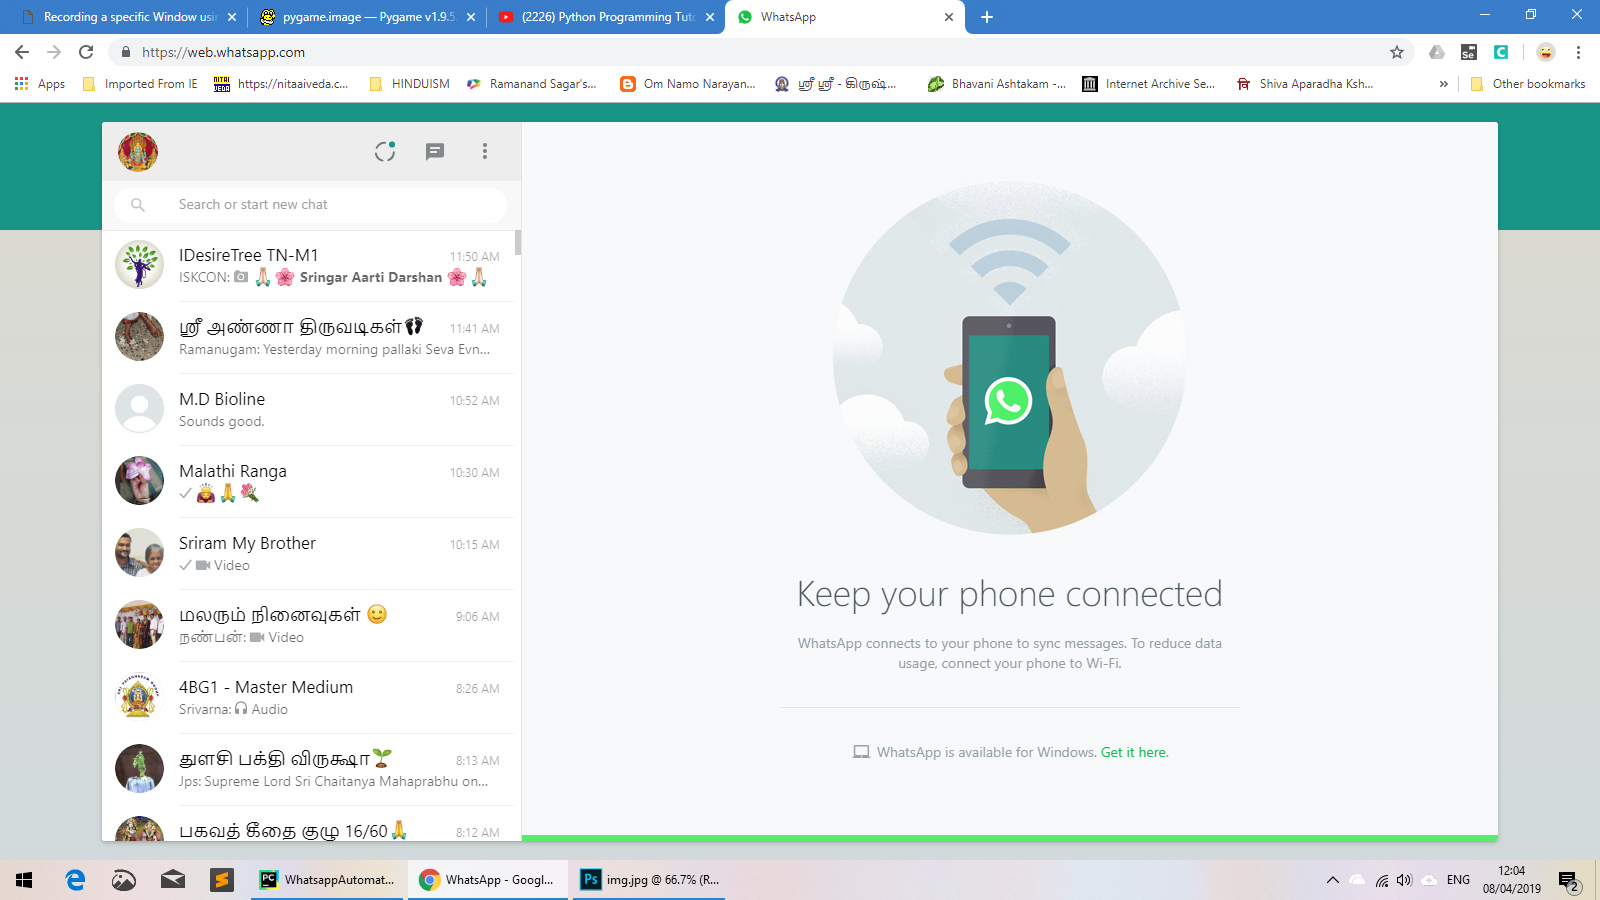 Recording a specific Window usi
pygame.image — Pygame v1.9.5.
(2226) Python Programming Tuto
WhatsApp
https://web.whatsapp.com
Apps
Imported From IE
NITAI VEDA
https://nitaaiveda.c...
HINDUISM
Ramanand Sagar's...
Om Namo Narayan...
ஸ்ரீ ஸ்ரீ - கிருஷ்...
Bhavani Ashtakam -...
Internet Archive Se...
Shiva Aparadha Ksh...
Other bookmarks
Search or start new chat
IDesireTree TN-M1
11:50 AM
ISKCON: 📷 🙏🏻🌸 Sringar Aarti Darshan 🌸🙏🏻
ஸ்ரீ அண்ணா திருவடிகள்👣
11:41 AM
Ramanugam: Yesterday morning pallaki Seva Evn...
M.D Bioline
10:52 AM
Sounds good.
Malathi Ranga
10:30 AM
✓ 🙇🙏💐
Sriram My Brother
10:15 AM
✓ Video
மலரும் நினைவுகள் 🙂
9:06 AM
நண்பன்: Video
4BG1 - Master Medium
8:26 AM
Srivarna: 🎧 Audio
துளசி பக்தி விருக்ஷா🌱
8:13 AM
Jps: Supreme Lord Sri Chaitanya Mahaprabhu on...
பகவத் கீதை குழு 16/60🙏
8:12 AM
Keep your phone connected
WhatsApp connects to your phone to sync messages. To reduce data
usage, connect your phone to Wi-Fi.
WhatsApp is available for Windows. Get it here.
WhatsappAutomat...
WhatsApp - Googl...
Ps
img.jpg @ 66.7% (R...
ENG
12:04
08/04/2019
2